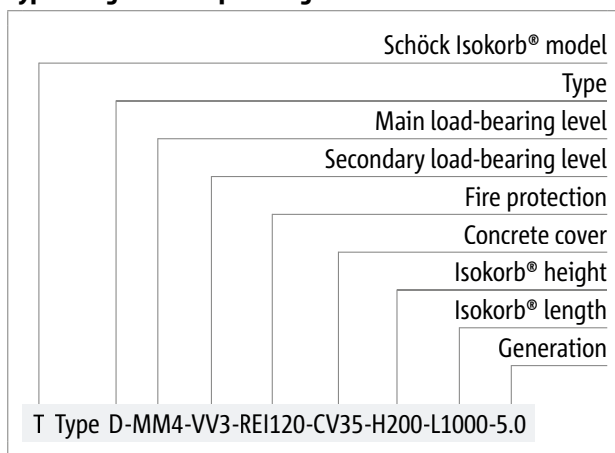 Schöck Isokorb® model
Type
Main load-bearing level
Secondary load-bearing level
Fire protection
Concrete cover
Isokorb® height
Isokorb® length
Generation
T Type D-MM4-VV3-REI120-CV35-H200-L1000-5.0